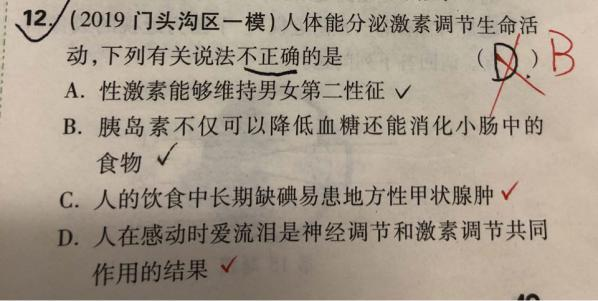 12.(2019 门头沟区一模)人体能分泌激素调节生命活
动,下列有关说法不正确的是 (D) B
A. 性激素能够维持男女第二性征 ✓
B. 胰岛素不仅可以降低血糖还能消化小肠中的
食物 ✓
C. 人的饮食中长期缺碘易患地方性甲状腺肿 ✓
D. 人在感动时爱流泪是神经调节和激素调节共同
作用的结果 ✓